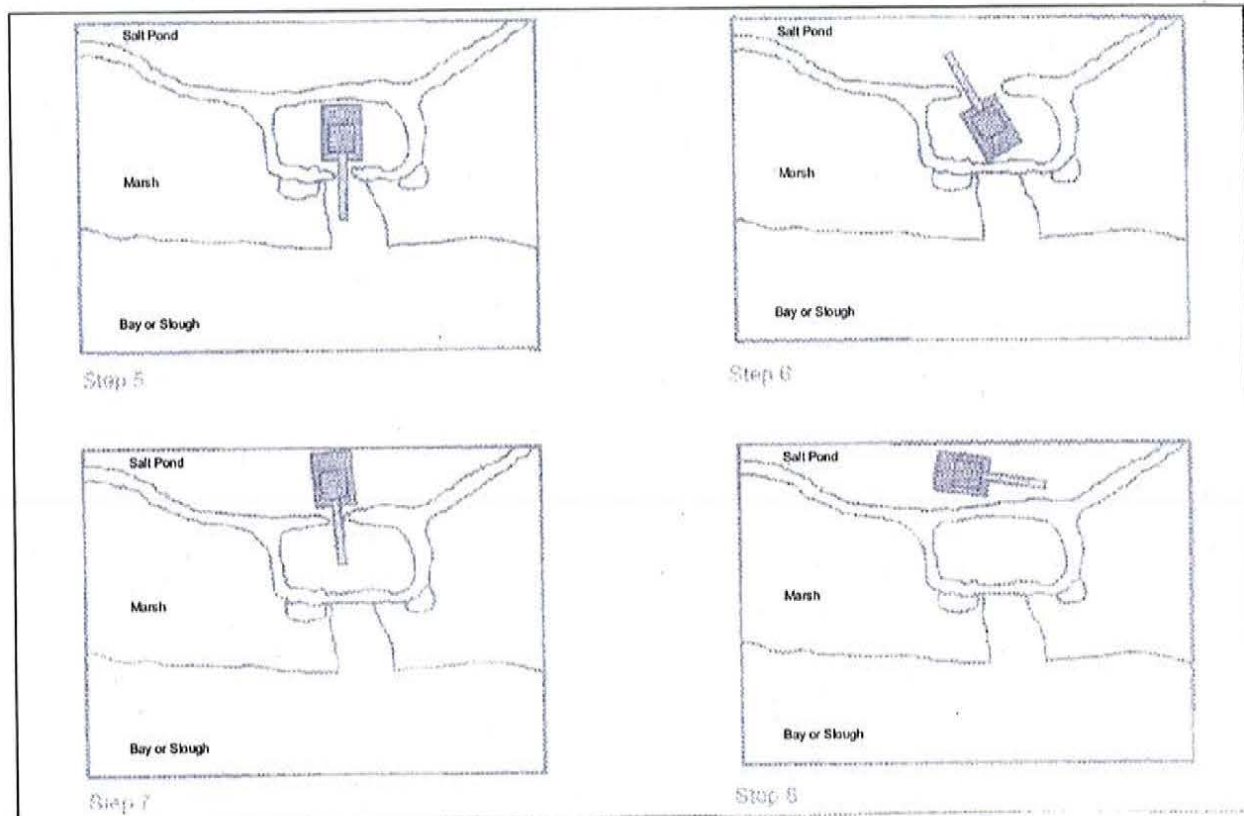 Salt Pond
Marsh
Bay or Slough
Step 5
Salt Pond
Marsh
Bay or Slough
Step 6
Salt Pond
Marsh
Bay or Slough
Step 7
Salt Pond
Marsh
Bay or Slough
Step 8